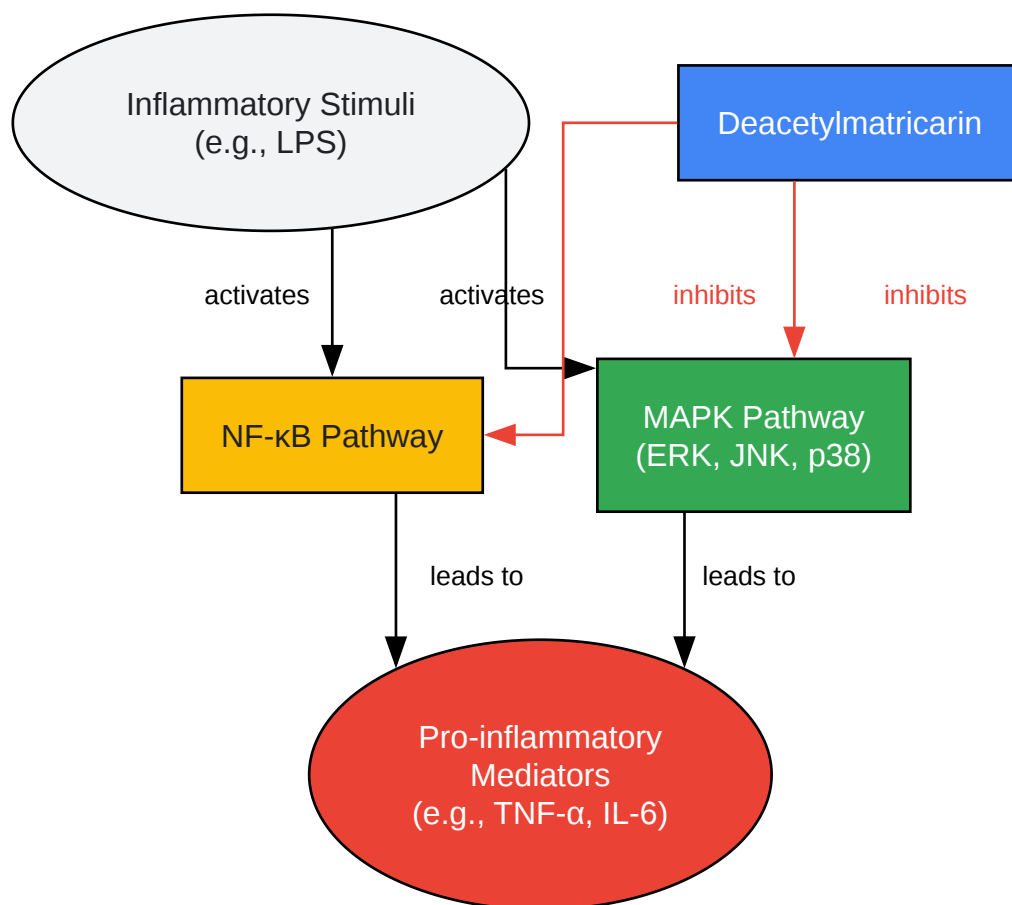 Inflammatory Stimuli
(e.g., LPS)
Deacetylmatricarin
activates
activates
inhibits
inhibits
NF-κB Pathway
MAPK Pathway
(ERK, JNK, p38)
leads to
leads to
Pro-inflammatory
Mediators
(e.g., TNF-α, IL-6)